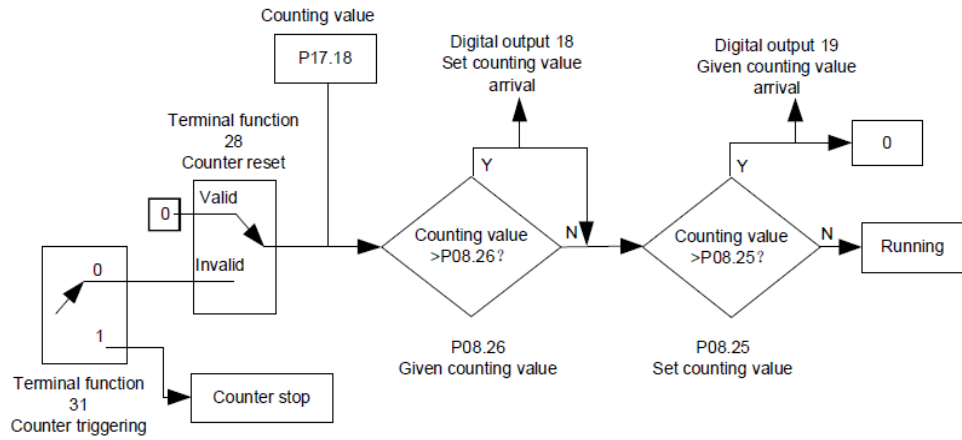 Counting value
P17.18
Digital output 18
Set counting value
arrival
Digital output 19
Given counting value
arrival
Terminal function
28
Counter reset
0
Valid
Invalid
0
1
Terminal function
31
Counter triggering
Counter stop
Y
Counting value
>P08.26?
N
P08.26
Given counting value
Y
Counting value
>P08.25?
N
P08.25
Set counting value
0
Running